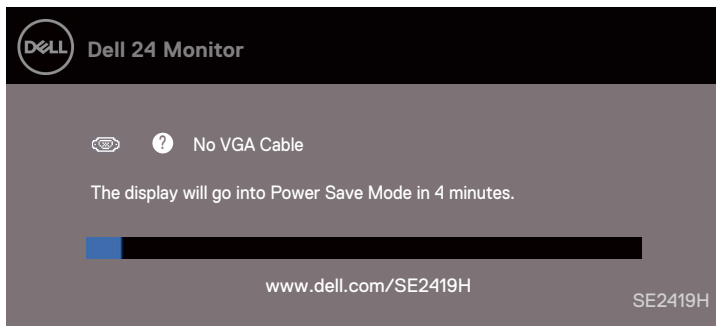 DELL
Dell 24 Monitor
? No VGA Cable
The display will go into Power Save Mode in 4 minutes.
www.dell.com/SE2419H
SE2419H